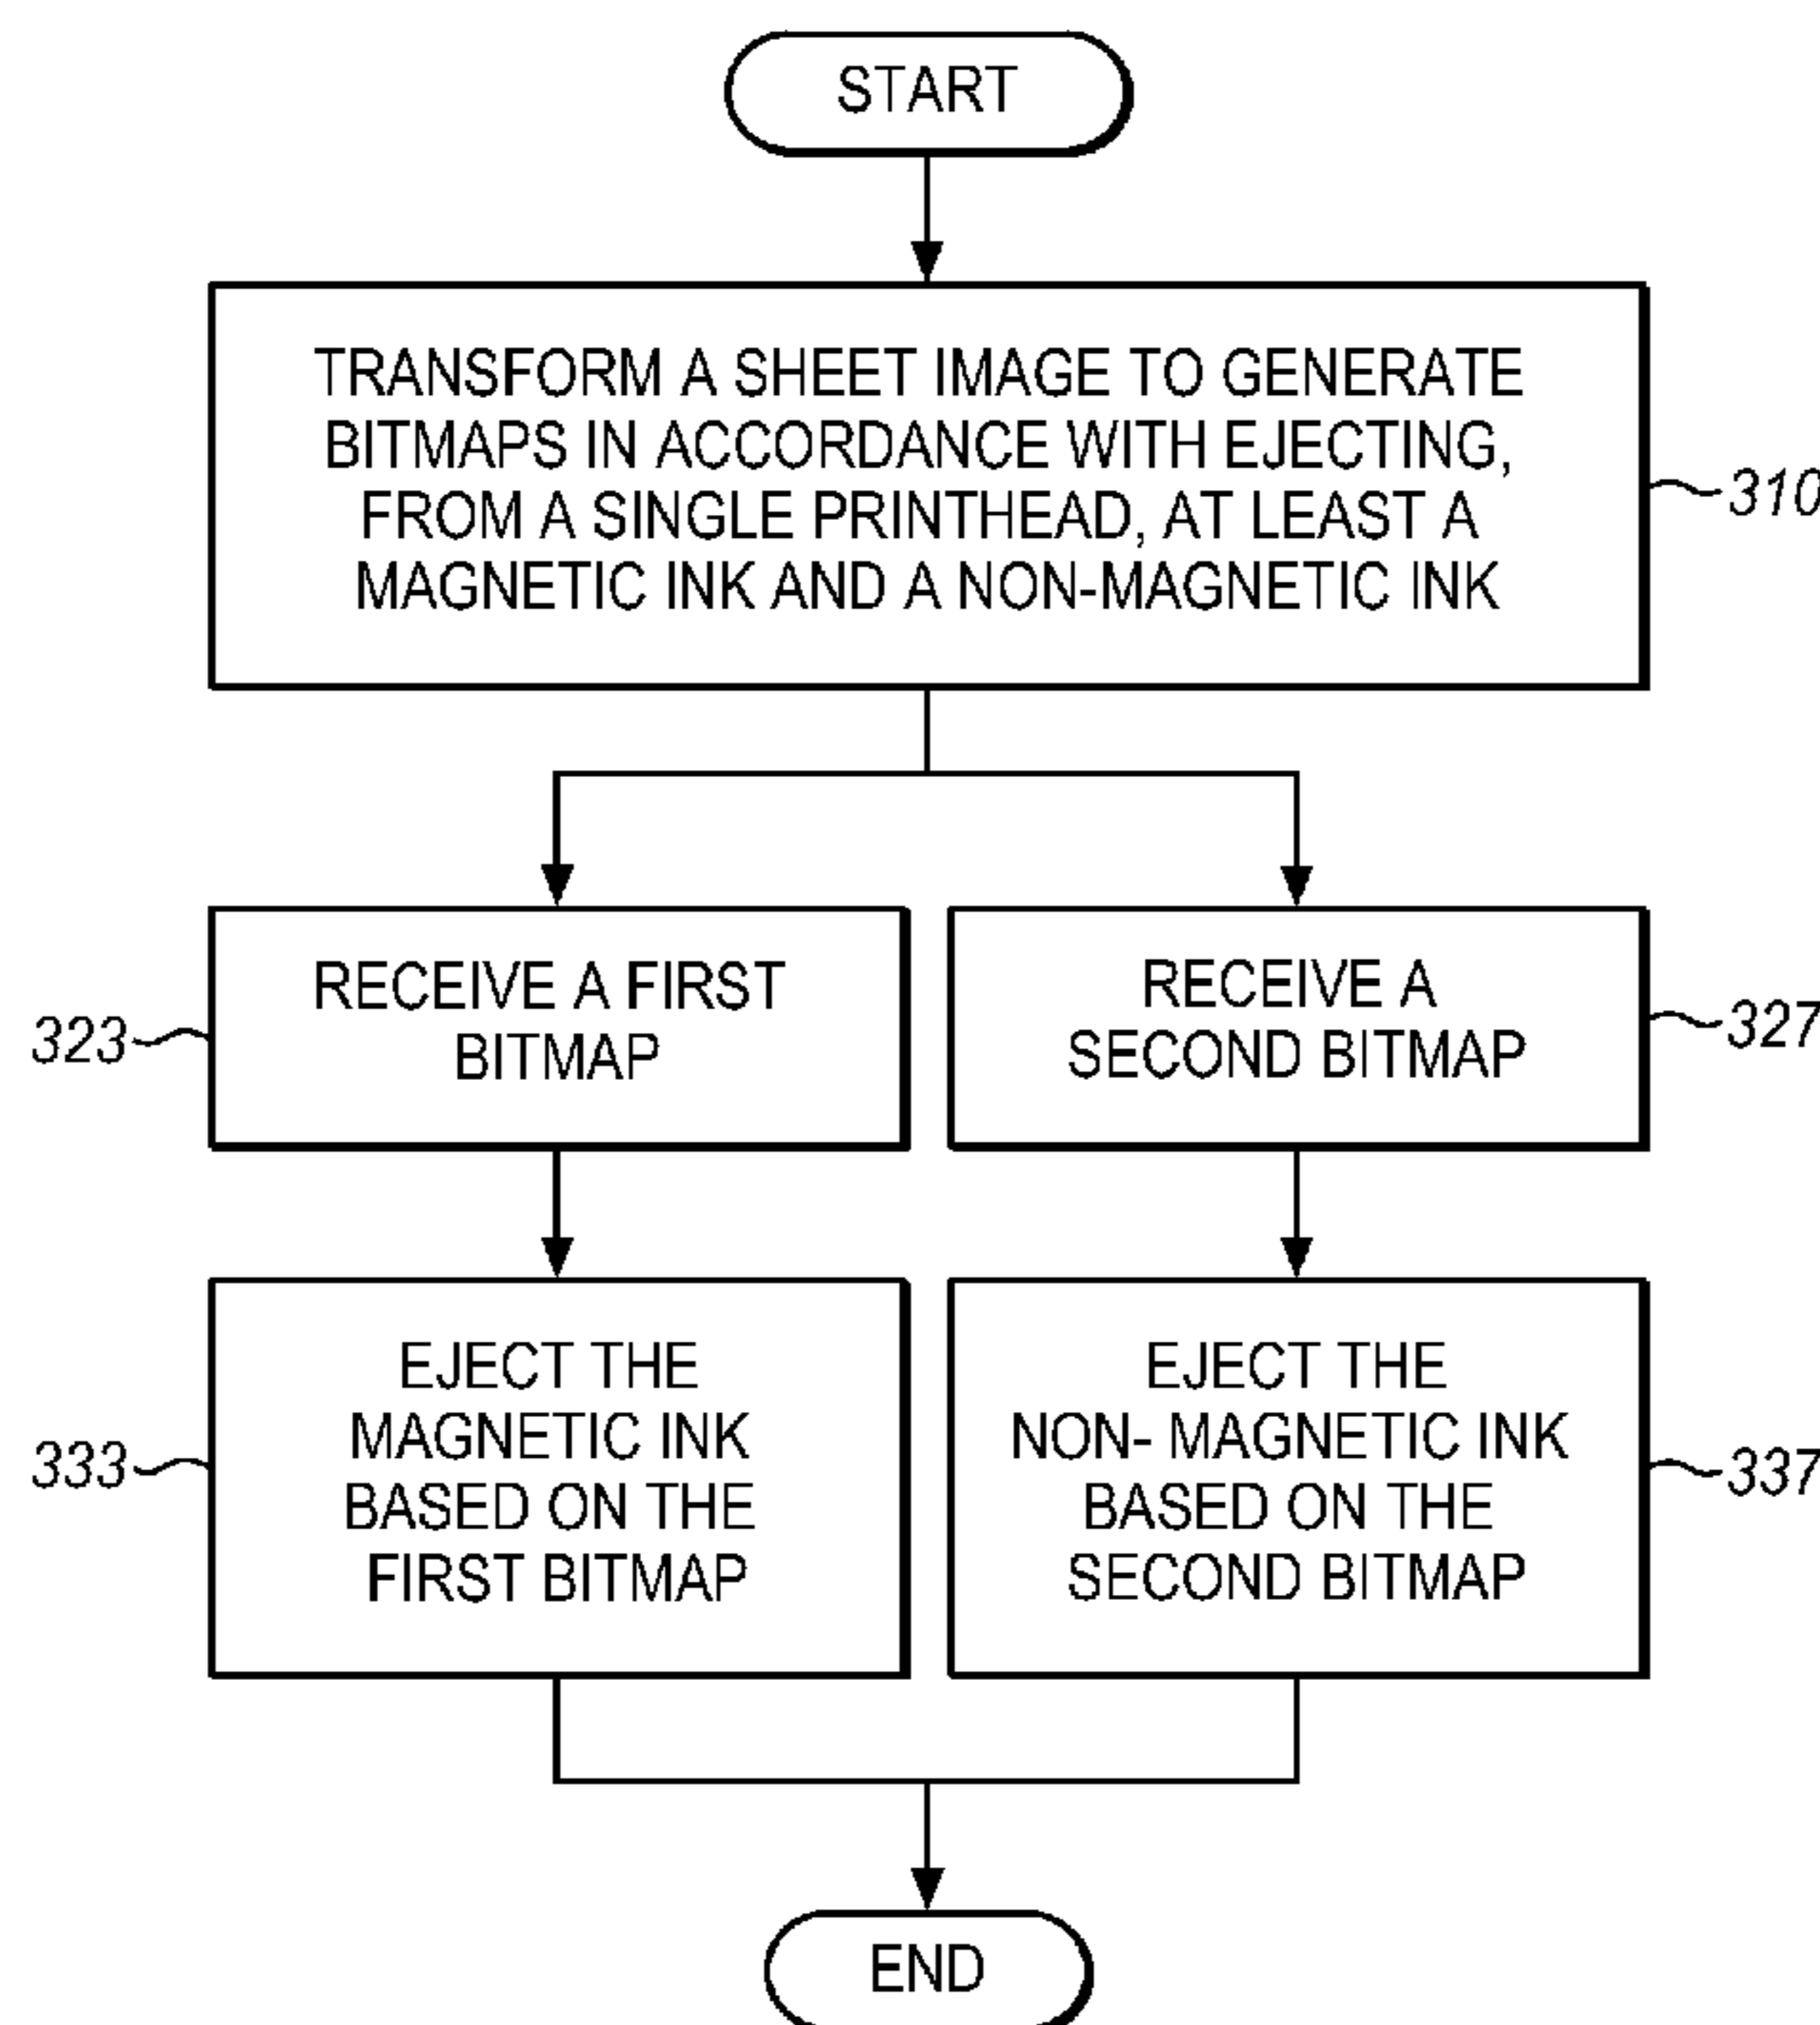 START
TRANSFORM A SHEET IMAGE TO GENERATE
BITMAPS IN ACCORDANCE WITH EJECTING,
FROM A SINGLE PRINTHEAD, AT LEAST A
MAGNETIC INK AND A NON-MAGNETIC INK
310
RECEIVE A FIRST
BITMAP
323
RECEIVE A
SECOND BITMAP
327
EJECT THE
MAGNETIC INK
BASED ON THE
FIRST BITMAP
333
EJECT THE
NON- MAGNETIC INK
BASED ON THE
SECOND BITMAP
337
END